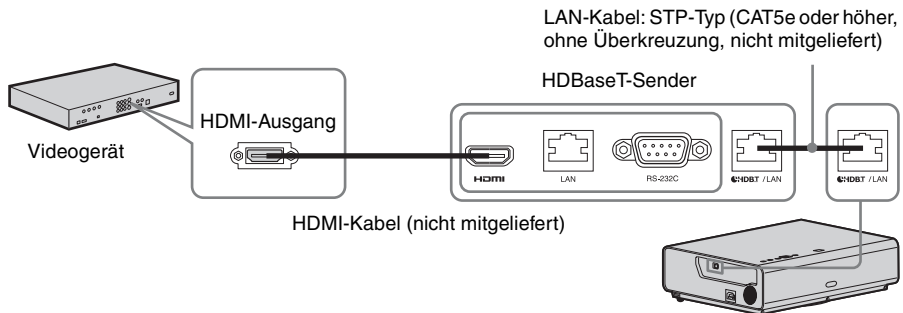 LAN-Kabel: STP-Typ (CAT5e oder höher,
ohne Überkreuzung, nicht mitgeliefert)
HDBaseT-Sender
HDMI-Ausgang
Videogerät
HDMI
LAN
RS-232C
HDBT / LAN
HDBT / LAN
HDMI-Kabel (nicht mitgeliefert)